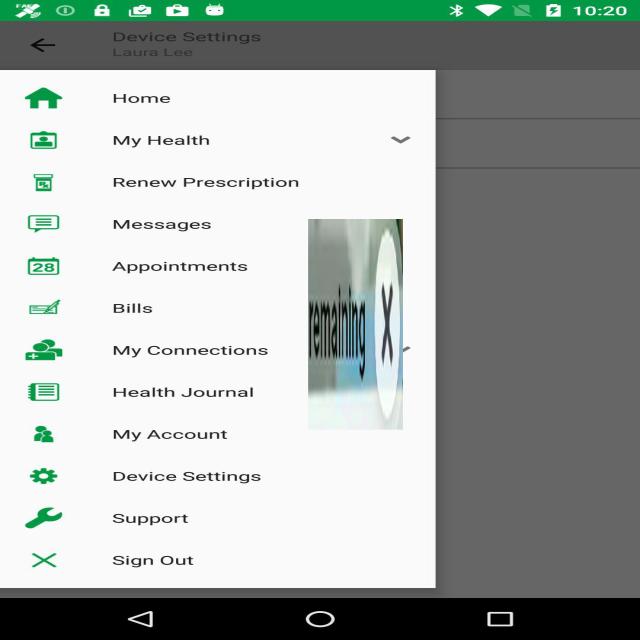 10:20
Device Settings
Laura Lee
Home
My Health
Renew Prescription
Messages
28
Appointments
Bills
My Connections
Health Journal
My Account
Device Settings
Support
Sign Out
remaining
X